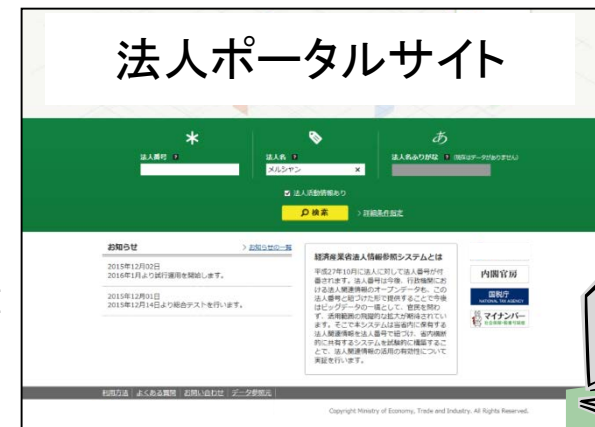 法人ポータルサイト
法人番号 ?
法人名 ?
法人名ふりがな ? (現在はデータがありません)
メルシャン ×
法人活動情報あり
検索 > 詳細条件指定
お知らせ > お知らせの一覧
2015年12月02日
2016年1月より試行運用を開始します。
2015年12月01日
2015年12月14日より総合テストを行います。
経済産業省法人情報参照システムとは
平成27年10月に法人に対して法人番号が付
番されます。法人番号は今後、行政機関にお
ける法人関連情報のオープンデータも、この
法人番号と紐づけた形で提供することで今後
はビッグデータの一環として、官民を問わ
ず、活用範囲の飛躍的な拡大が期待されてい
ます。そこで本システムは当省内に保有する
法人関連情報を法人番号で紐づけ、省内横断
的に共有するシステムを試験的に構築するこ
とで、法人関連情報の活用の有効性について
実証を行います。
内閣官房
国税庁
NATIONAL TAX AGENCY
マイナンバー
社会保障・税番号制度
利用方法 | よくある質問 | お問い合わせ | データ参照元 |
Copyright Ministry of Economy, Trade and Industry. All Rights Reserved.